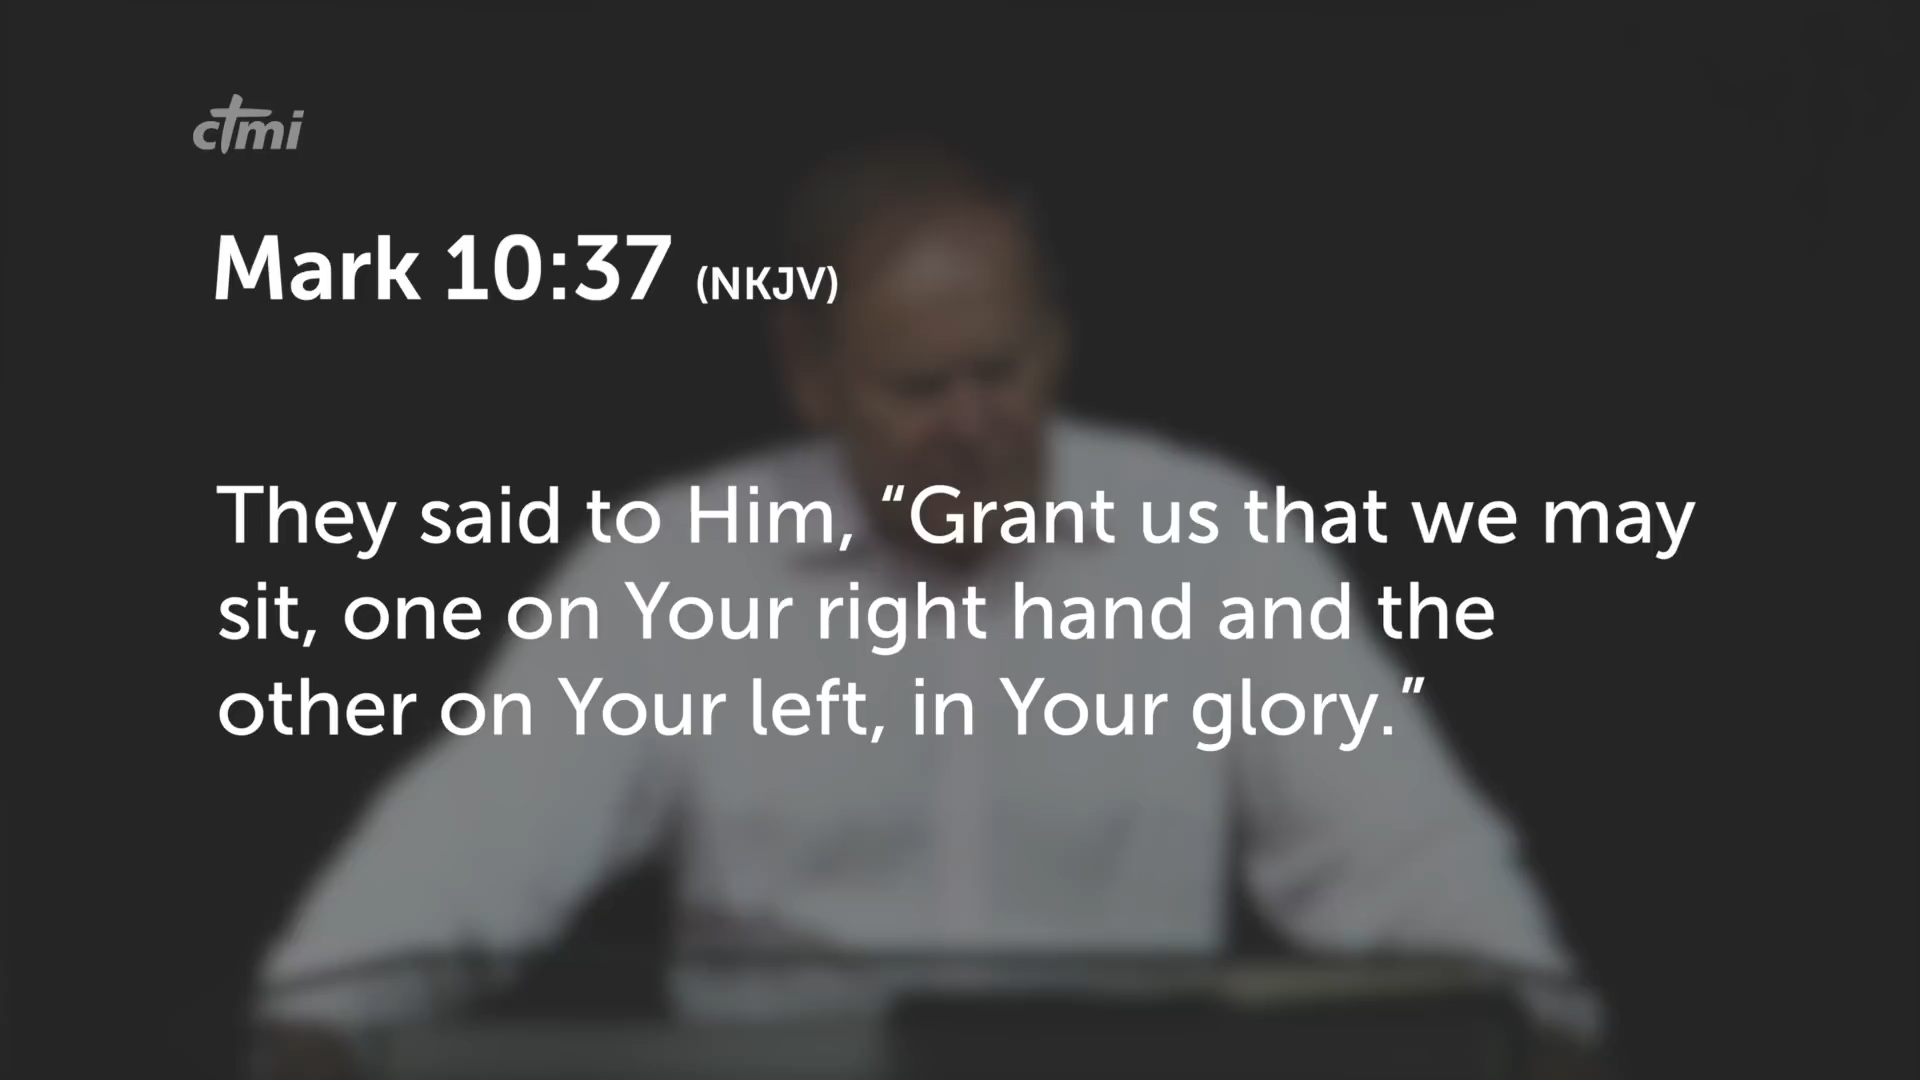 ctmi
Mark 10:37 (NKJV)
They said to Him, “Grant us that we may
sit, one on Your right hand and the
other on Your left, in Your glory.”